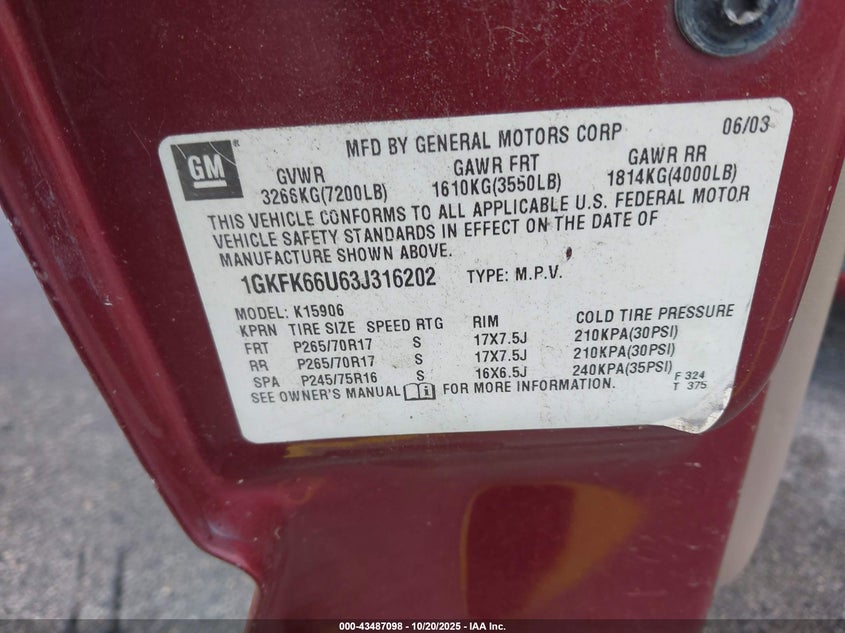 GM ®
MFD BY GENERAL MOTORS CORP 06/03
GVWR GAWR FRT GAWR RR
3266KG(7200LB) 1610KG(3550LB) 1814KG(4000LB)
THIS VEHICLE CONFORMS TO ALL APPLICABLE U.S. FEDERAL MOTOR
VEHICLE SAFETY STANDARDS IN EFFECT ON THE DATE OF
MANUFACTURE SHOWN ABOVE.
1GKFK66U63J316202 TYPE: M.P.V.
MODEL: K15906
KPRN TIRE SIZE SPEED RTG RIM COLD TIRE PRESSURE
FRT P265/70R17 S 17X7.5J 210KPA(30PSI)
RR P265/70R17 S 17X7.5J 210KPA(30PSI)
SPA P245/75R16 S 16X6.5J 240KPA(35PSI) F 324
SEE OWNER'S MANUAL FOR MORE INFORMATION. T 375
000-43487098 - 10/20/2025 - IAA Inc.